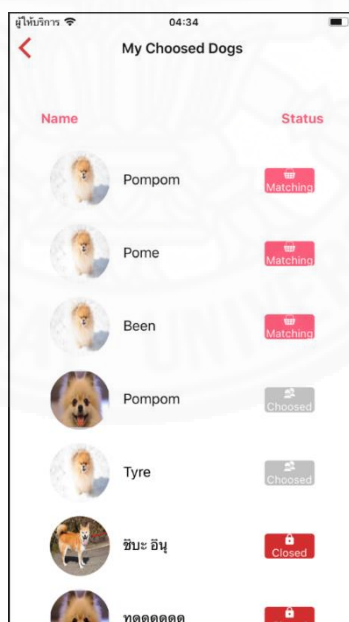 ผู้ให้บริการ 04:34
My Choosed Dogs
Name Status
Pompom Matching
Pome Matching
Been Matching
Pompom Choosed
Tyre Choosed
ชิบะ อินุ Closed